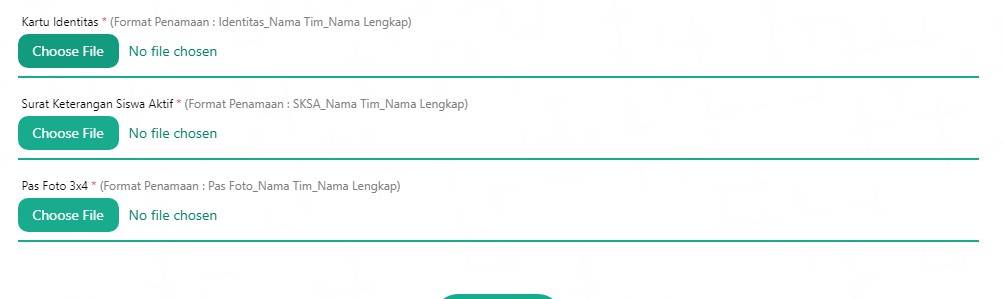 Kartu Identitas * (Format Penamaan : Identitas_Nama Tim_Nama Lengkap)
Choose File No file chosen
Surat Keterangan Siswa Aktif * (Format Penamaan : SKSA_Nama Tim_Nama Lengkap)
Choose File No file chosen
Pas Foto 3x4 * (Format Penamaan : Pas Foto_Nama Tim_Nama Lengkap)
Choose File No file chosen